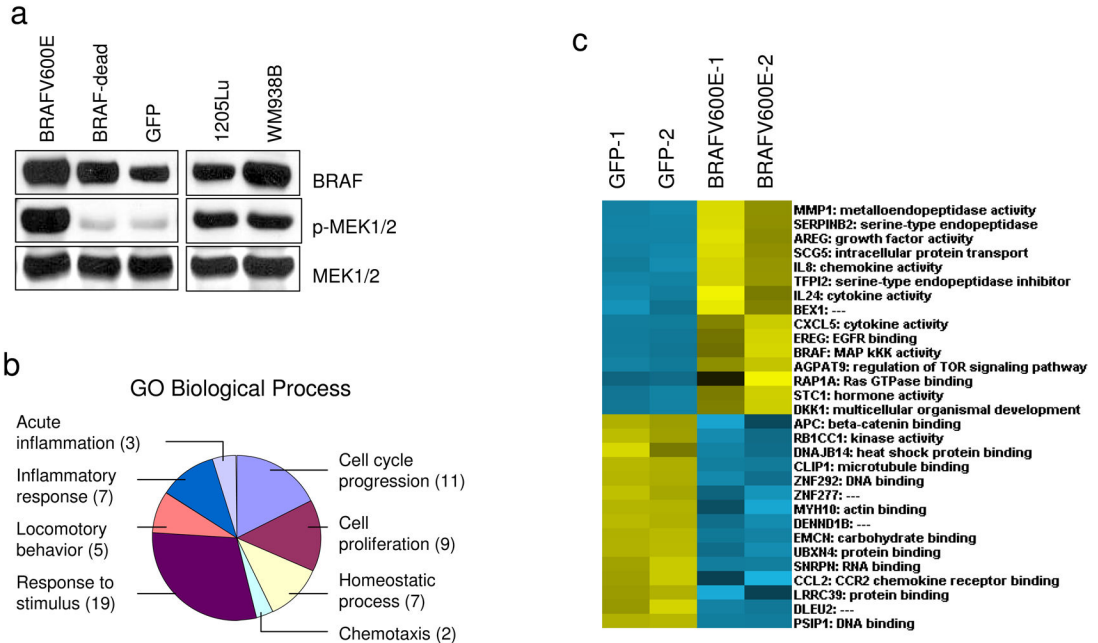 a
BRAFV600E
BRAF-dead
GFP
1205Lu
WM938B
BRAF
p-MEK1/2
MEK1/2
b
GO Biological Process
Acute
inflammation (3)
Inflammatory
response (7)
Locomotory
behavior (5)
Response to
stimulus (19)
Cell cycle
progression (11)
Cell
proliferation (9)
Homeostatic
process (7)
Chemotaxis (2)
c
GFP-1
GFP-2
BRAFV600E-1
BRAFV600E-2
MMP1: metalloendopeptidase activity
SERPINB2: serine-type endopeptidase
AREG: growth factor activity
SCG5: intracellular protein transport
IL8: chemokine activity
TFPI2: serine-type endopeptidase inhibitor
IL24: cytokine activity
BEX1: ---
CXCL5: cytokine activity
EREG: EGFR binding
BRAF: MAP kKK activity
AGPAT9: regulation of TOR signaling pathway
RAP1A: Ras GTPase binding
STC1: hormone activity
DKK1: multicellular organismal development
APC: beta-catenin binding
RB1CC1: kinase activity
DNAJB14: heat shock protein binding
CLIP1: microtubule binding
ZNF292: DNA binding
ZNF277: ---
MYH10: actin binding
DENND1B: ---
EMCN: carbohydrate binding
UBXN4: protein binding
SNRPN: RNA binding
CCL2: CCR2 chemokine receptor binding
LRRC39: protein binding
DLEU2: ---
PSIP1: DNA binding